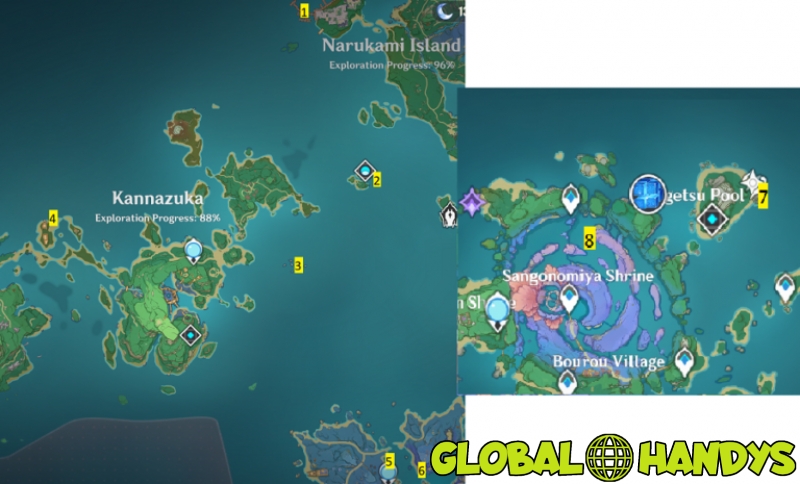 1
Narukami Island
Exploration Progress: 96%
2
Kannazuka
Exploration Progress: 88%
4
3
getsu Pool
7
8
Sangonomiya Shrine
Bourou Village
5
6
GLOBAL HANDYS